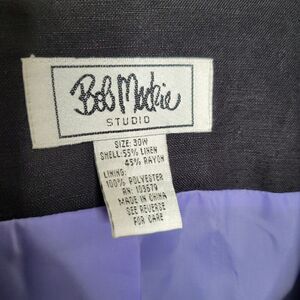 Bob Mackie
STUDIO
SIZE: 30W
SHELL: 55% LINEN
45% RAYON
LINING:
100% POLYESTER
RN: 103679
MADE IN
CHINA
SEE REVERSE
FOR CARE